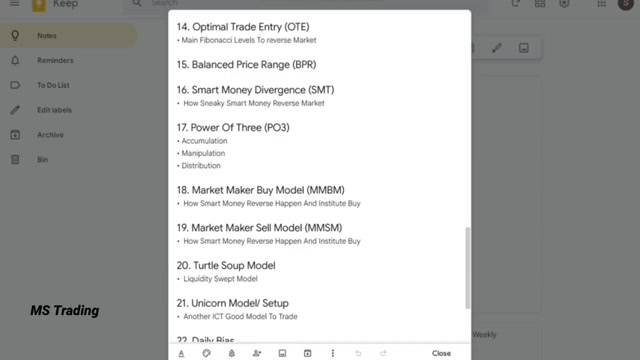 Keep
Search
S
Notes
Reminders
To Do List
Edit labels
Archive
Bin
14. Optimal Trade Entry (OTE)
• Main Fibonacci Levels To reverse Market
15. Balanced Price Range (BPR)
16. Smart Money Divergence (SMT)
• How Sneaky Smart Money Reverse Market
17. Power Of Three (PO3)
• Accumulation
• Manipulation
• Distribution
18. Market Maker Buy Model (MMBM)
• How Smart Money Reverse Happen And Institute Buy
19. Market Maker Sell Model (MMSM)
• How Smart Money Reverse Happen And Institute Buy
20. Turtle Soup Model
• Liquidity Swept Model
21. Unicorn Model/ Setup
• Another ICT Good Model To Trade
22. Daily Bias
Close
Weekly
MS Trading